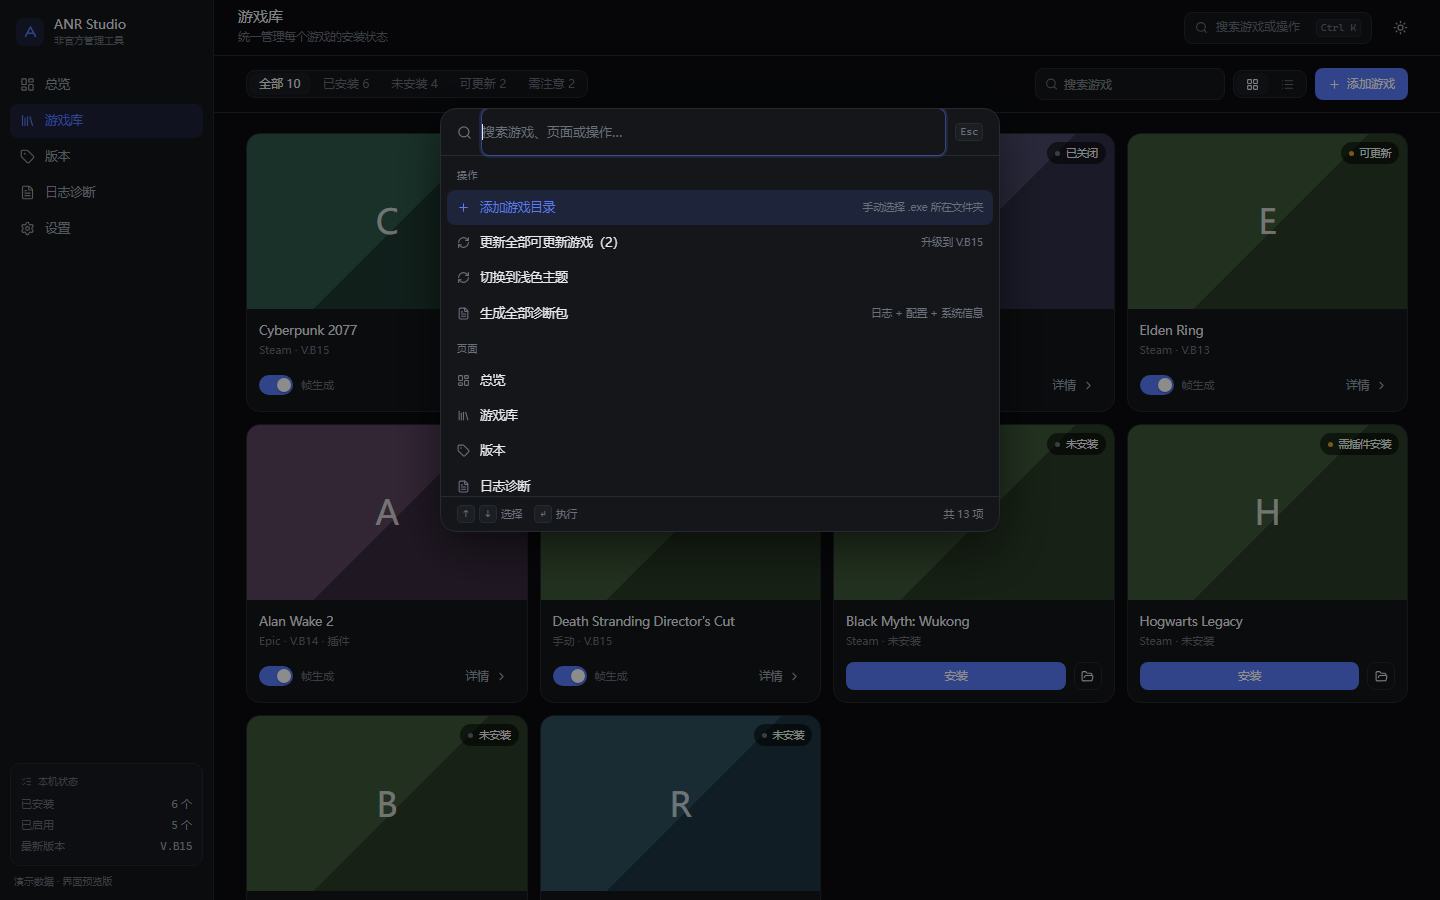 ANR Studio
非官方管理工具
总览
游戏库
版本
日志诊断
设置
本机状态
已安装 6 个
已启用 5 个
最新版本 V.B15
演示数据 · 界面预览版
游戏库
统一管理每个游戏的安装状态
搜索游戏或操作 Ctrl K
全部 10 已安装 6 未安装 4 可更新 2 需注意 2
搜索游戏
添加游戏
搜索游戏、页面或操作... Esc
操作
添加游戏目录 手动选择 .exe 所在文件夹
更新全部可更新游戏（2） 升级到 V.B15
切换到浅色主题
生成全部诊断包 日志 + 配置 + 系统信息
页面
总览
游戏库
版本
日志诊断
↑ ↓ 选择 ↵ 执行 共 13 项
C
Cyberpunk 2077
Steam · V.B15
帧生成
已关闭
详情
E
可更新
Elden Ring
Steam · V.B13
帧生成 详情
A
Alan Wake 2
Epic · V.B14 · 插件
帧生成 详情
Death Stranding Director's Cut
手动 · V.B15
帧生成 详情
未安装
Black Myth: Wukong
Steam · 未安装
安装
H
需插件安装
Hogwarts Legacy
Steam · 未安装
安装
B
未安装
R
未安装